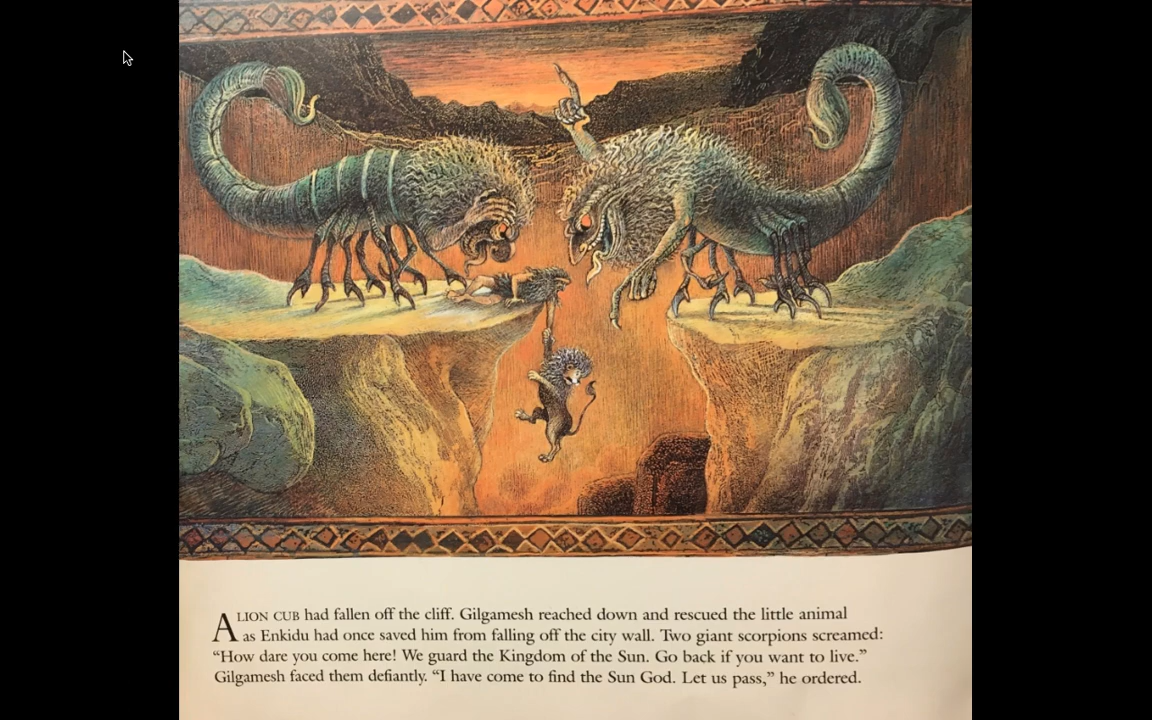 A LION CUB had fallen off the cliff. Gilgamesh reached down and rescued the little animal
as Enkidu had once saved him from falling off the city wall. Two giant scorpions screamed:
“How dare you come here! We guard the Kingdom of the Sun. Go back if you want to live.”
Gilgamesh faced them defiantly. “I have come to find the Sun God. Let us pass,” he ordered.